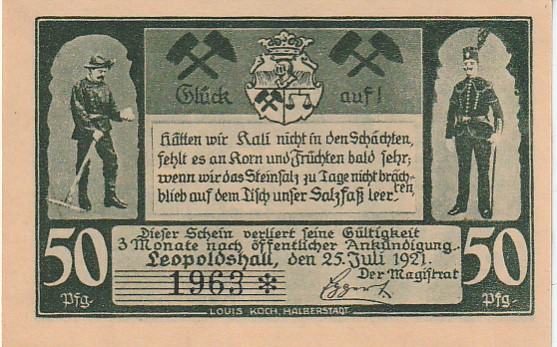 Glück auf!
Hätten wir Kali nicht in den Schächten,
fehlt es an Korn und Früchten bald sehr;
wenn wir das Steinsalz zu Tage nicht bräch-
ten
blieb auf dem Tisch unser Salzfaß leer.
Dieser Schein verliert seine Gültigkeit
3 Monate nach öffentlicher Ankündigung.
Leopoldshall, den 25. Juli 1921.
Der Magistrat
50 Pfg.
1963 *
50 Pfg.
LOUIS KOCH, HALBERSTADT.